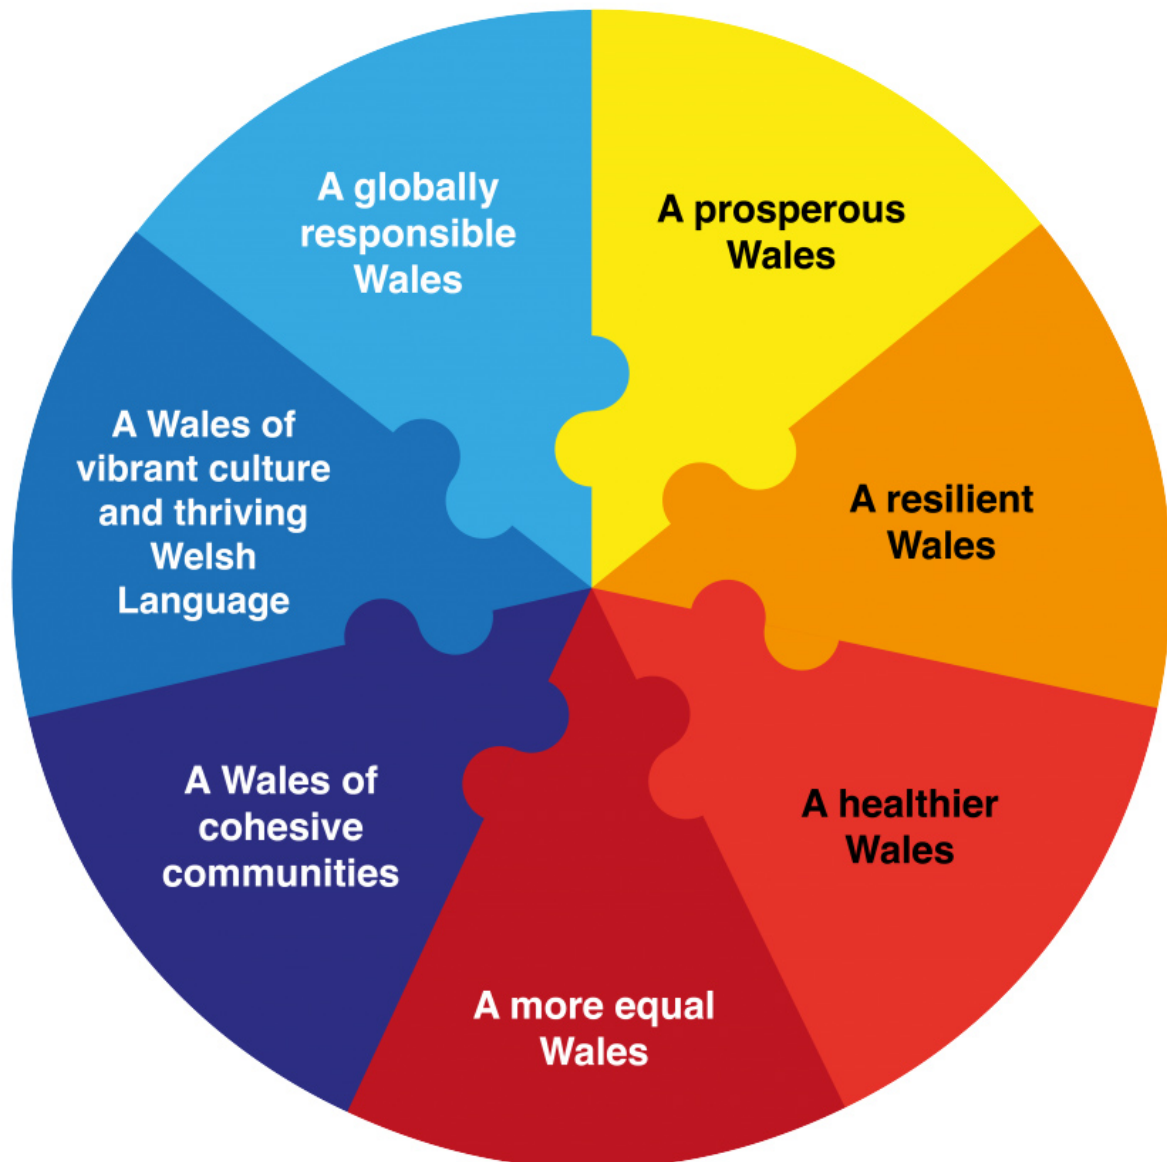 A prosperous
Wales
A resilient
Wales
A healthier
Wales
A more equal
Wales
A Wales of
cohesive
communities
A Wales of
vibrant culture
and thriving
Welsh
Language
A globally
responsible
Wales